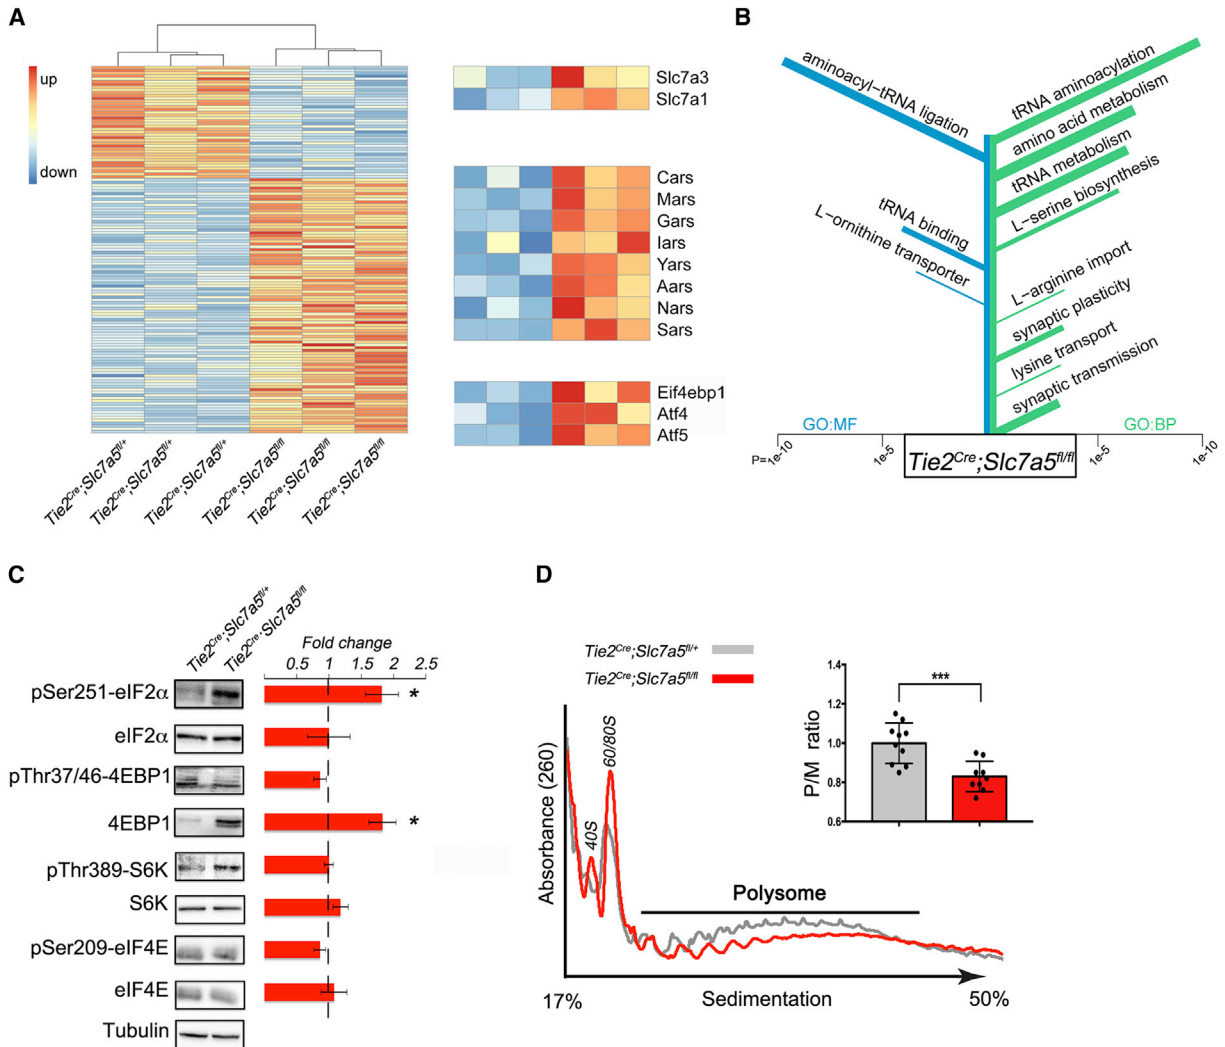 A
up
down
Tie2Cre;Slc7a5fl/+
Tie2Cre;Slc7a5fl/+
Tie2Cre;Slc7a5fl/+
Tie2Cre;Slc7a5fl/fl
Tie2Cre;Slc7a5fl/fl
Tie2Cre;Slc7a5fl/fl
Slc7a3
Slc7a1
Cars
Mars
Gars
Iars
Yars
Aars
Nars
Sars
Eif4ebp1
Atf4
Atf5
B
aminoacyl-tRNA ligation
tRNA binding
L-ornithine transporter
tRNA aminoacylation
amino acid metabolism
tRNA metabolism
L-serine biosynthesis
L-arginine import
synaptic plasticity
lysine transport
synaptic transmission
GO:MF
GO:BP
P=
1e-10
1e-5
Tie2Cre;Slc7a5fl/fl
1e-5
1e-10
C
Tie2Cre;Slc7a5fl/+
Tie2Cre;Slc7a5fl/fl
Fold change
0.5 1 1.5 2 2.5
pSer251-eIF2α
*
eIF2α
pThr37/46-4EBP1
4EBP1
*
pThr389-S6K
S6K
pSer209-eIF4E
eIF4E
Tubulin
D
Tie2Cre;Slc7a5fl/+
Tie2Cre;Slc7a5fl/fl
Absorbance (260)
40S
60/80S
Polysome
17%
Sedimentation
50%
P/M ratio
1.4
1.2
1.0
0.8
0.6
***